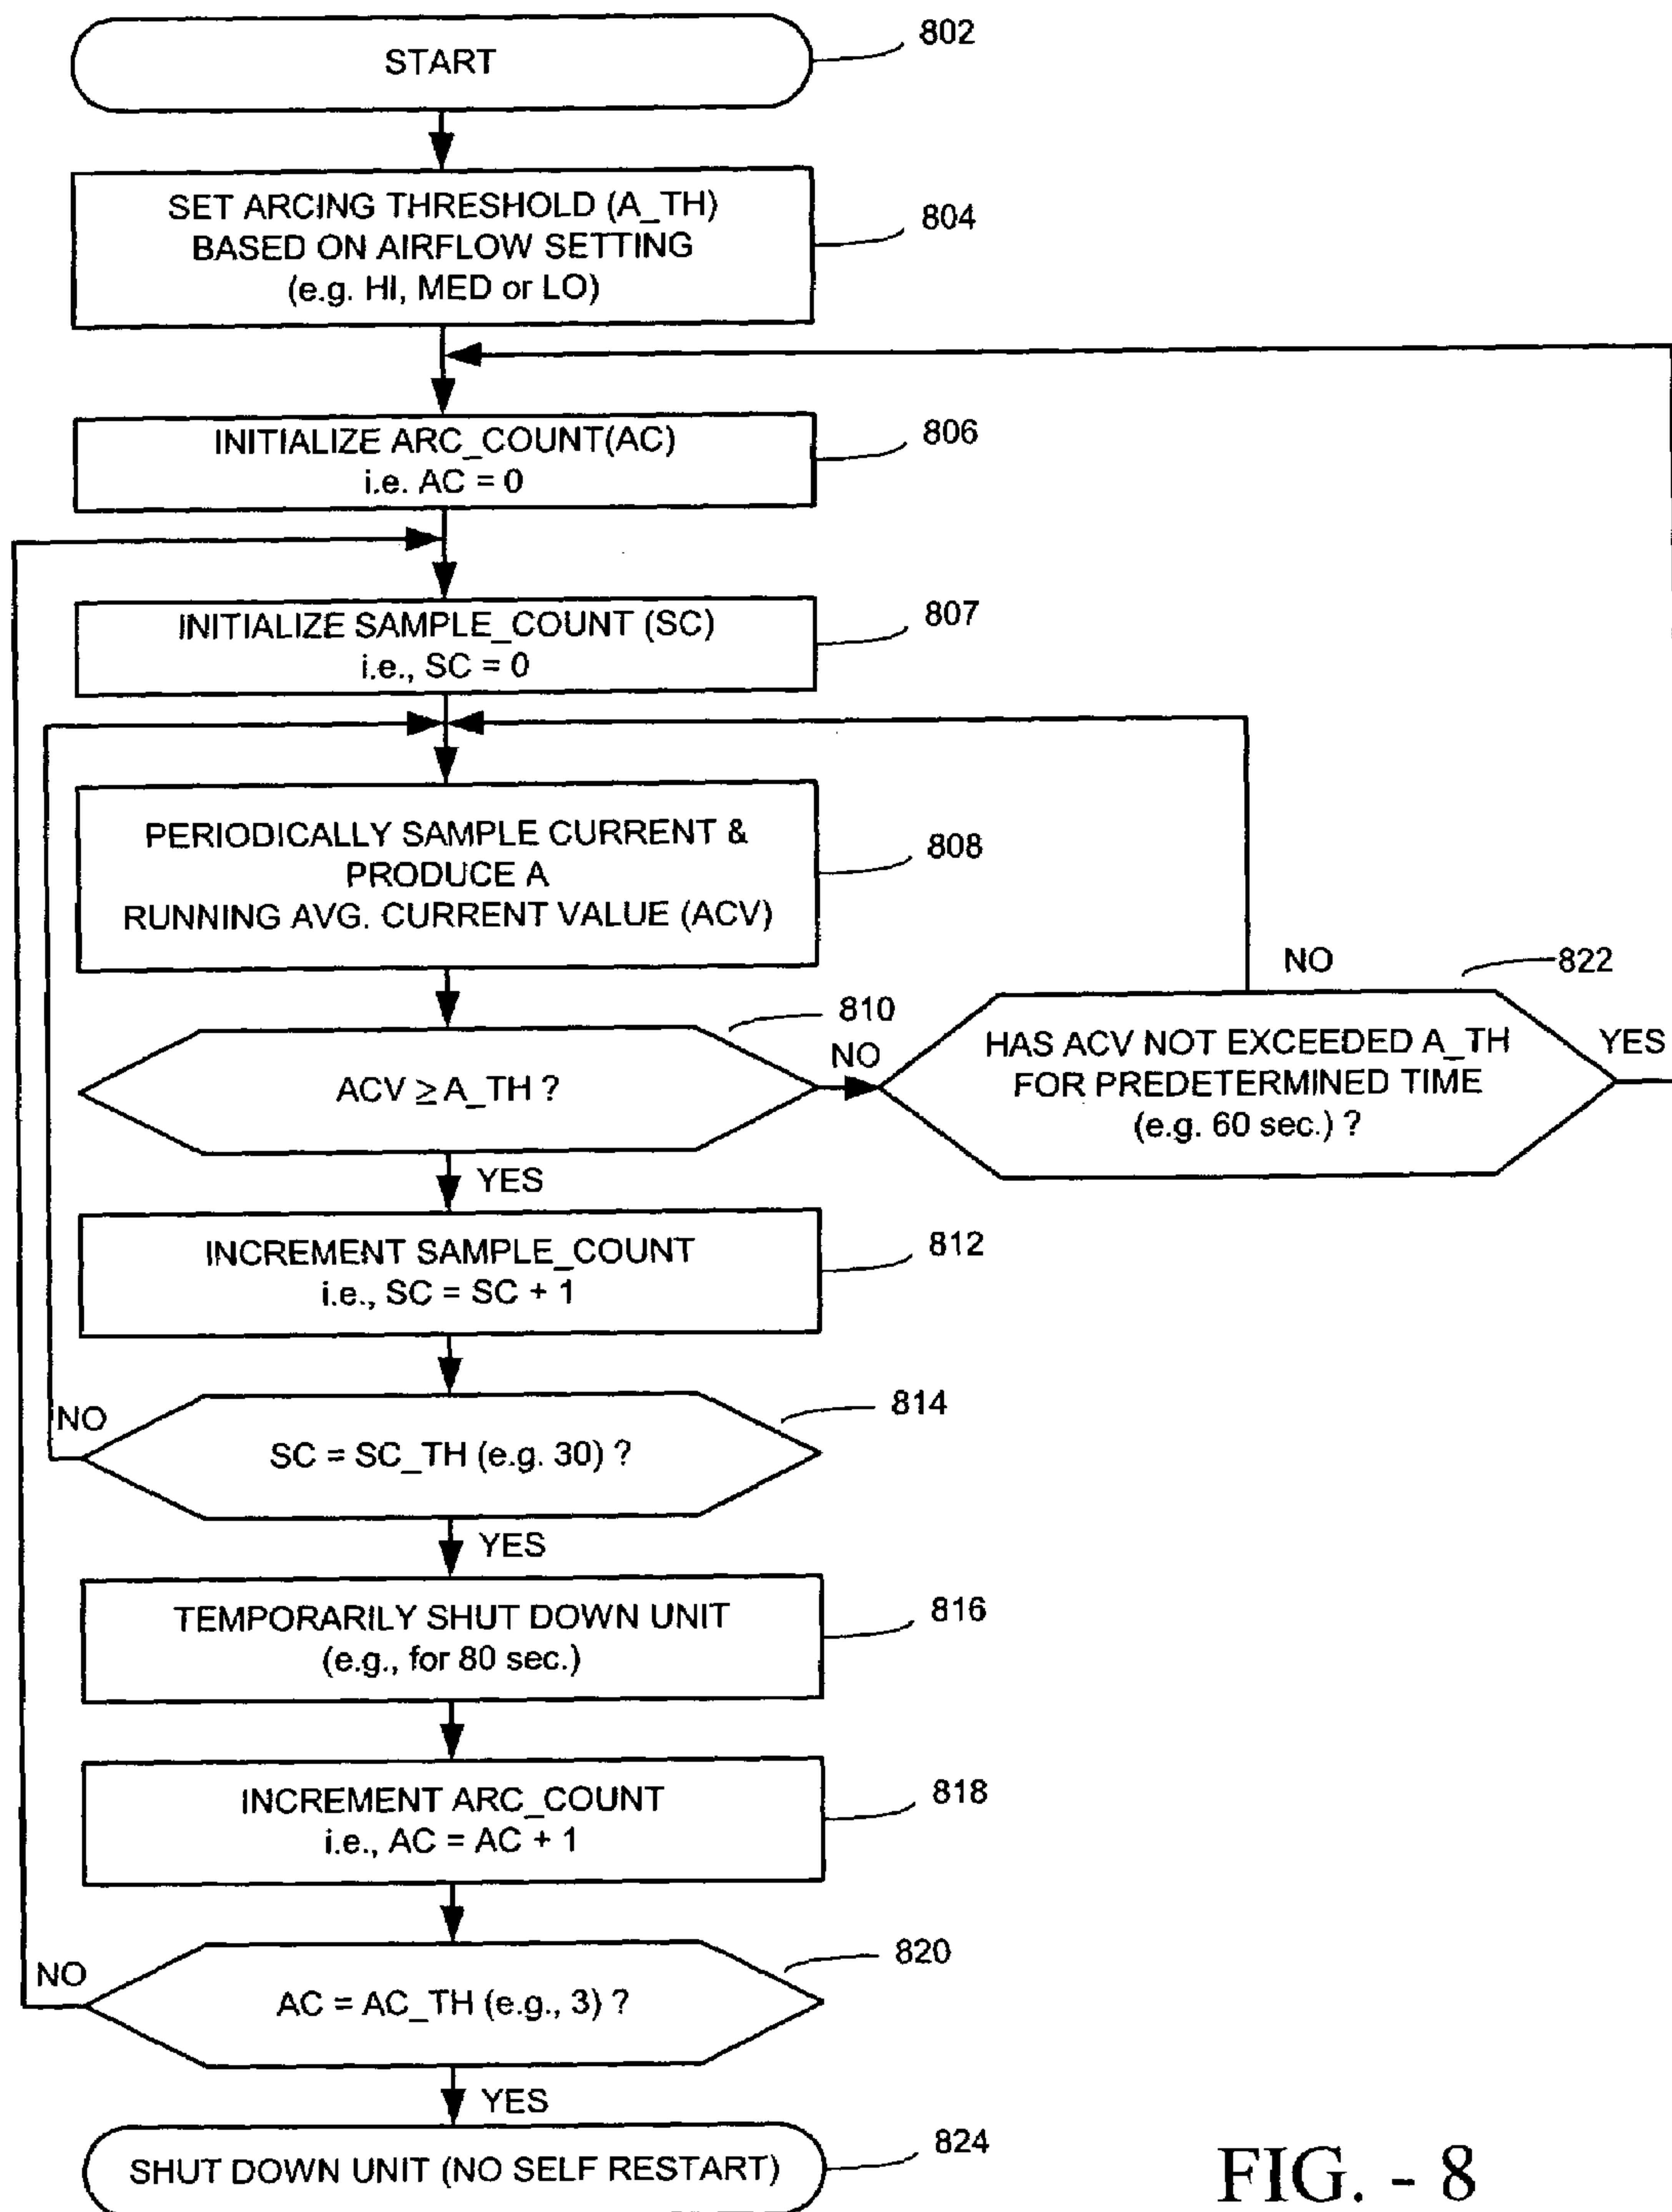 START
802
SET ARCING THRESHOLD (A_TH)
BASED ON AIRFLOW SETTING
(e.g. HI, MED or LO)
804
INITIALIZE ARC_COUNT(AC)
i.e. AC = 0
806
INITIALIZE SAMPLE_COUNT (SC)
i.e., SC = 0
807
PERIODICALLY SAMPLE CURRENT &
PRODUCE A
RUNNING AVG. CURRENT VALUE (ACV)
808
ACV ≥ A_TH ?
810
NO
YES
HAS ACV NOT EXCEEDED A_TH
FOR PREDETERMINED TIME
(e.g. 60 sec.) ?
822
NO
YES
INCREMENT SAMPLE_COUNT
i.e., SC = SC + 1
812
SC = SC_TH (e.g. 30) ?
814
NO
YES
TEMPORARILY SHUT DOWN UNIT
(e.g., for 80 sec.)
816
INCREMENT ARC_COUNT
i.e., AC = AC + 1
818
AC = AC_TH (e.g., 3) ?
820
NO
YES
SHUT DOWN UNIT (NO SELF RESTART)
824
FIG. - 8